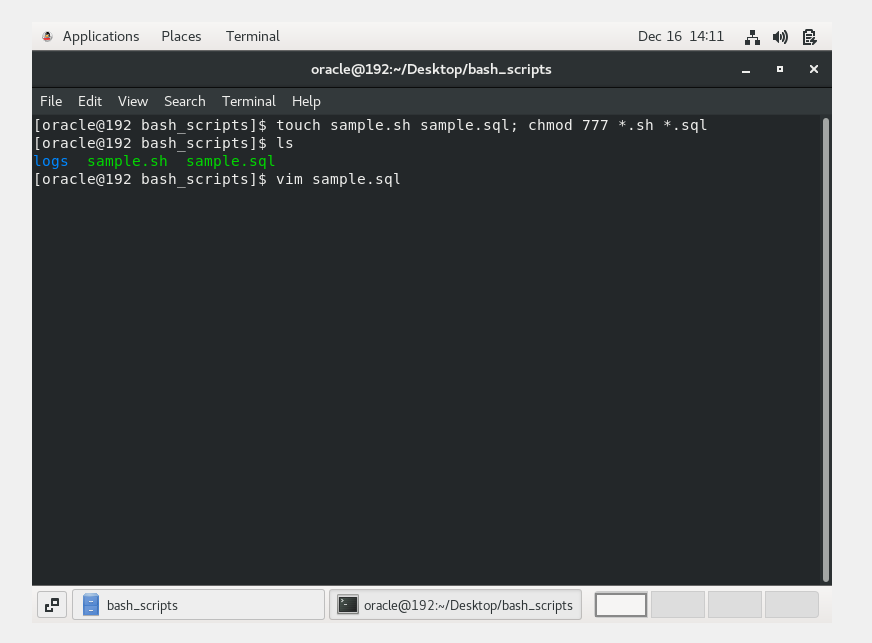 Applications Places Terminal Dec 16 14:11
oracle@192:~/Desktop/bash_scripts
File Edit View Search Terminal Help
[oracle@192 bash_scripts]$ touch sample.sh sample.sql; chmod 777 *.sh *.sql
[oracle@192 bash_scripts]$ ls
logs sample.sh sample.sql
[oracle@192 bash_scripts]$ vim sample.sql
bash_scripts oracle@192:~/Desktop/bash_scripts